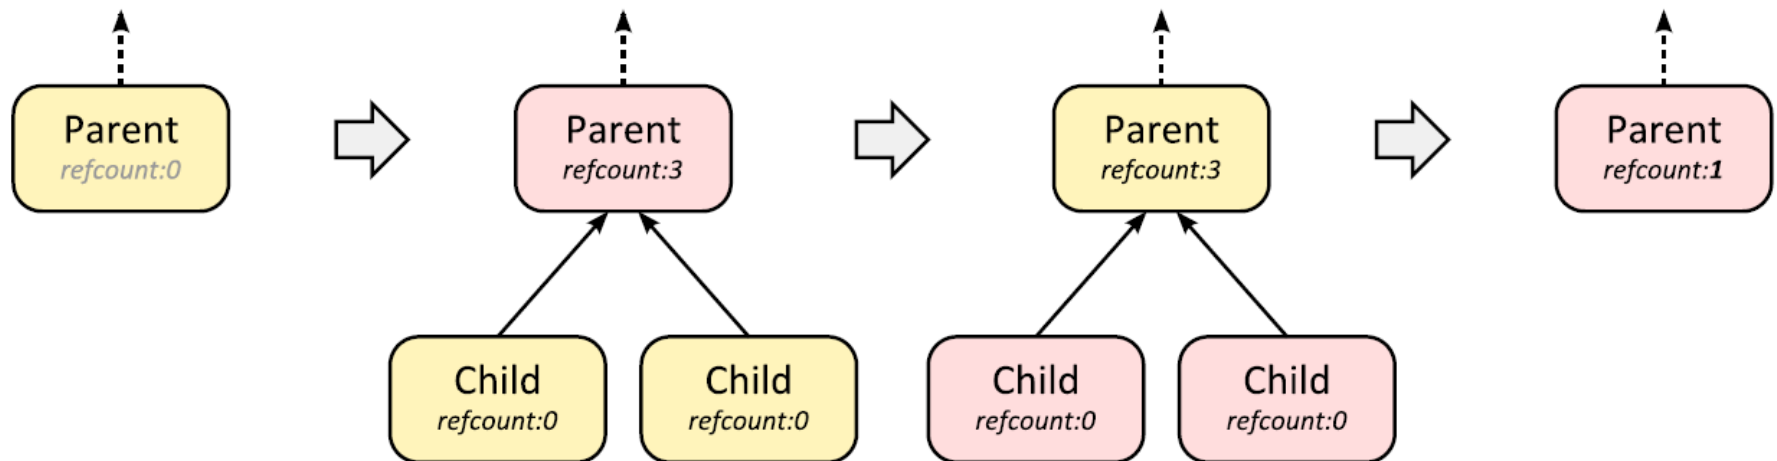 Parent
refcount:0
Parent
refcount:3
Parent
refcount:3
Parent
refcount:1
Child
refcount:0
Child
refcount:0
Child
refcount:0
Child
refcount:0